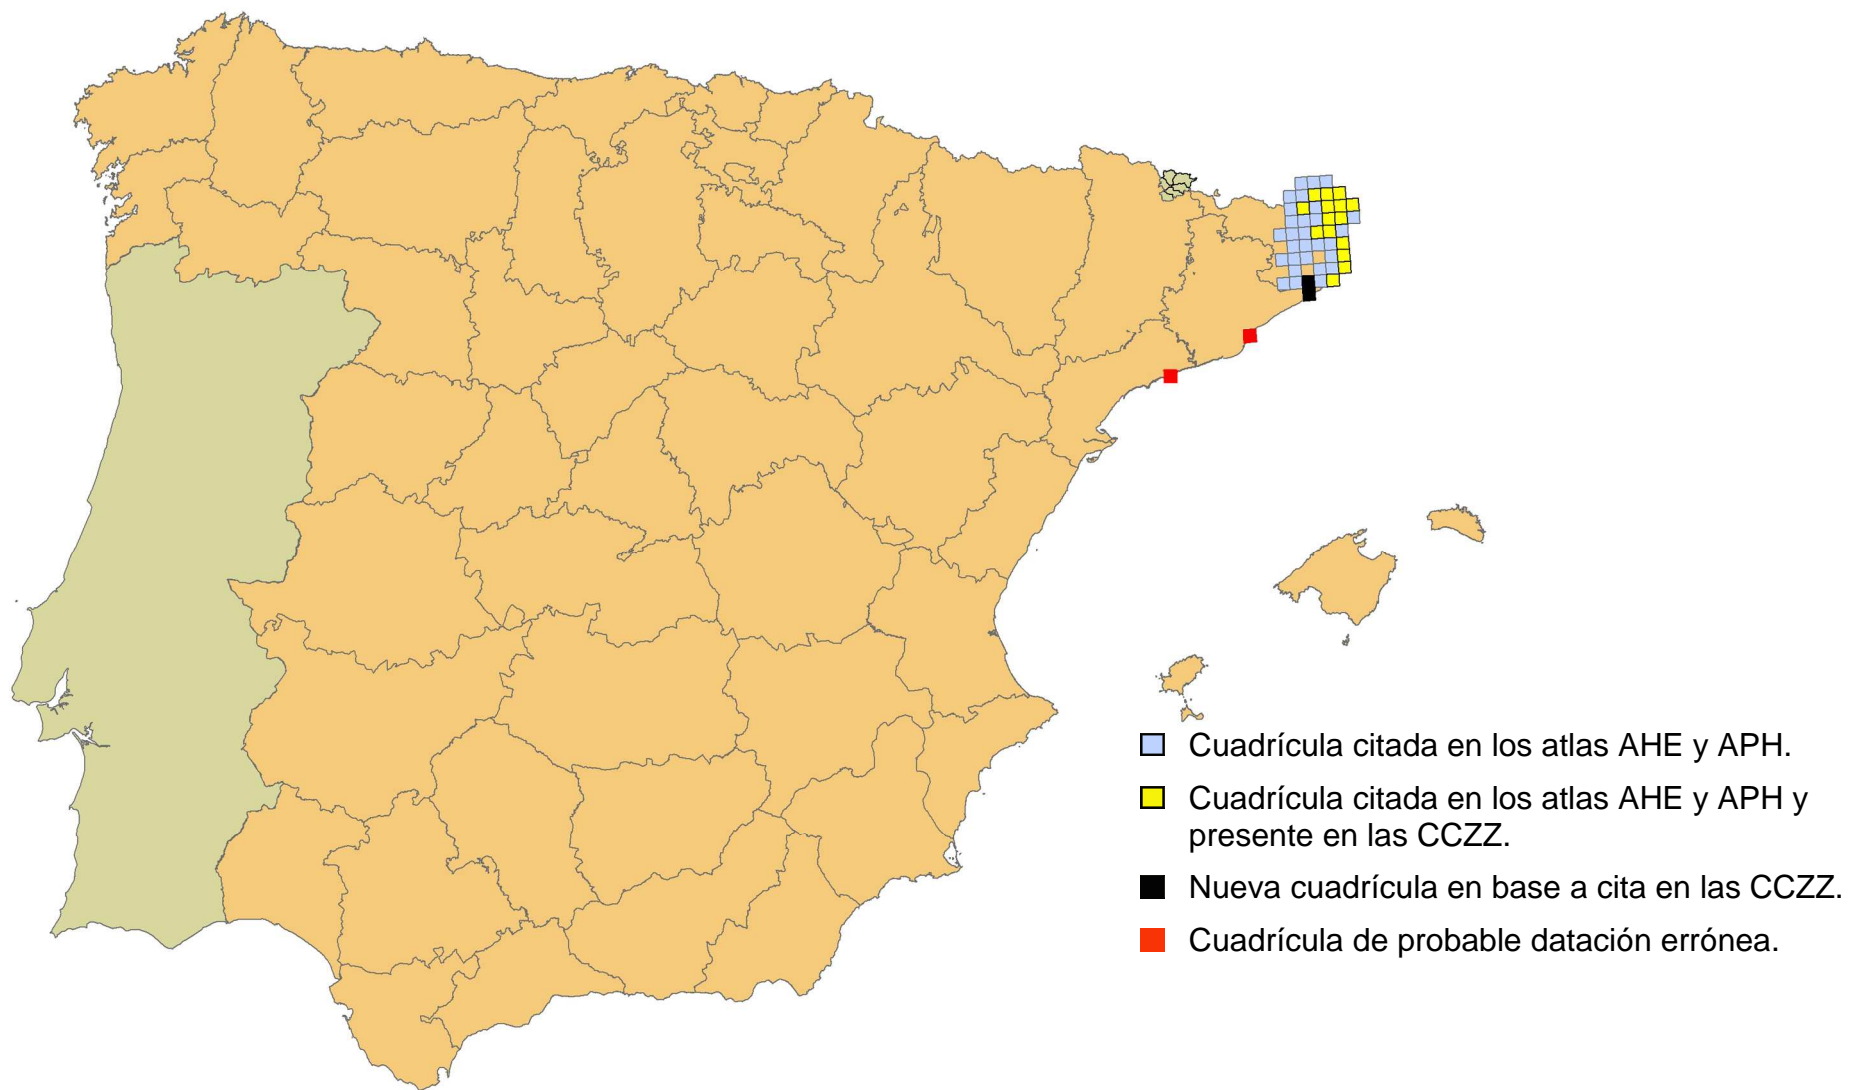 Cuadrícula citada en los atlas AHE y APH.
Cuadrícula citada en los atlas AHE y APH y
presente en las CCZZ.
Nueva cuadrícula en base a cita en las CCZZ.
Cuadrícula de probable datación errónea.